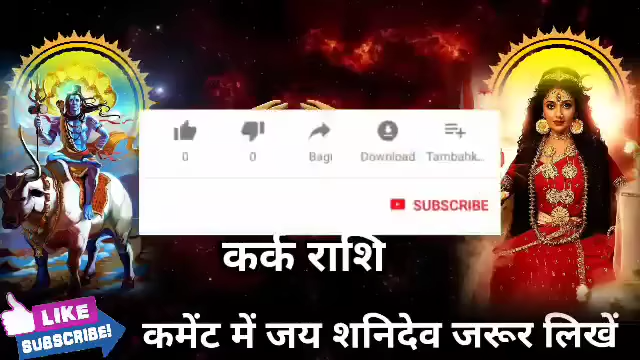 0
0
Bagi
Download
Tambahk...
SUBSCRIBE
कर्क राशि
LIKE
SUBSCRIBE!
कमेंट में जय शनिदेव जरूर लिखें